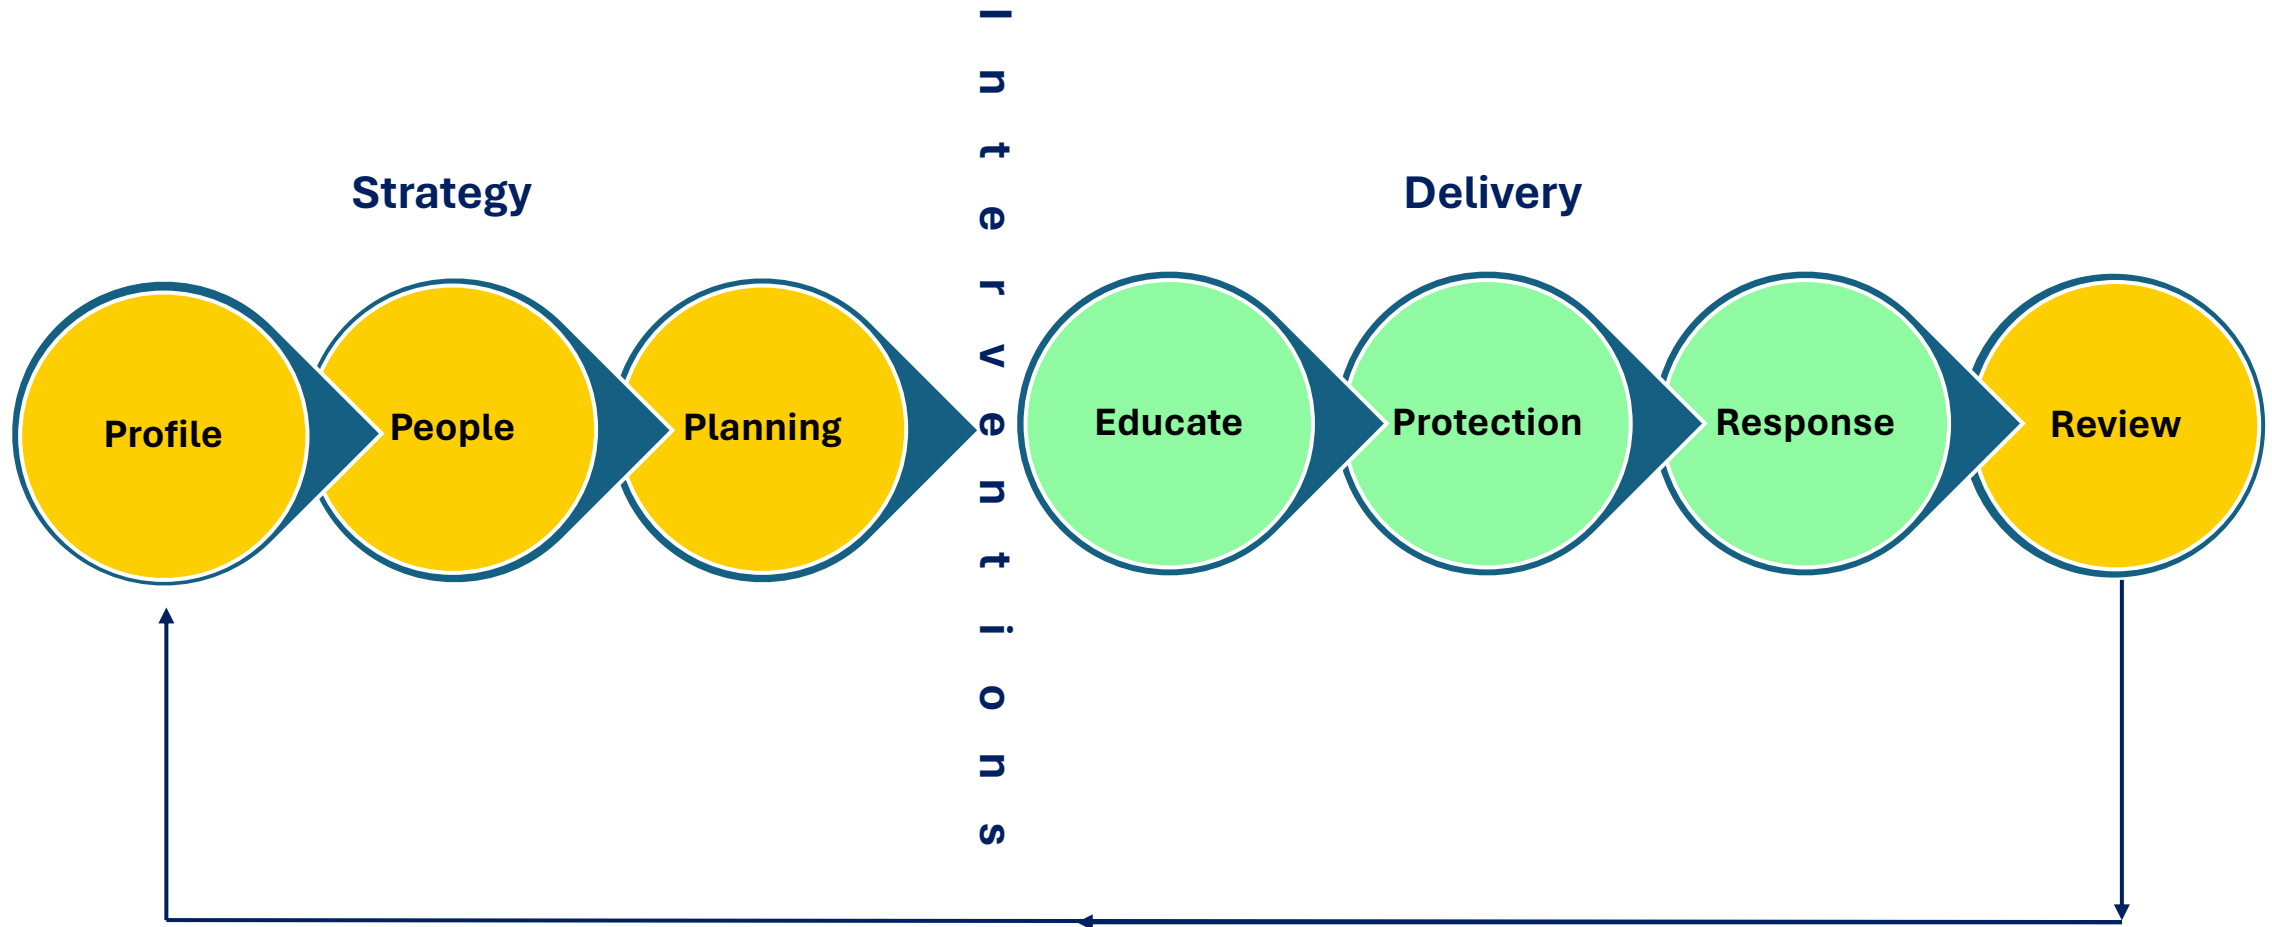 Strategy
Interventions
Delivery
Profile
People
Planning
Educate
Protection
Response
Review